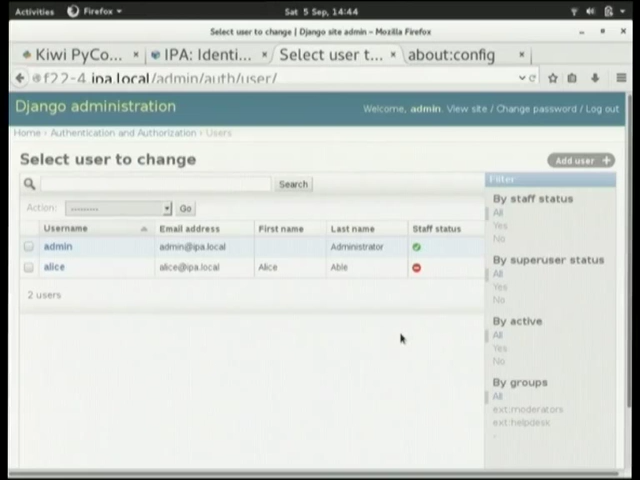 Activities Firefox Sat 5 Sep, 14:44
Select user to change | Django site admin - Mozilla Firefox
Kiwi PyCo... × IPA: Identi... × Select user t... × about:config ×
f22-4.ipa.local/admin/auth/user/
Django administration
Welcome, admin. View site / Change password / Log out
Home › Authentication and Authorization › Users
Select user to change
Add user +
Search
Action: --------- Go
Username Email address First name Last name Staff status
admin admin@ipa.local Administrator
alice alice@ipa.local Alice Able
2 users
Filter
By staff status
All
Yes
No
By superuser status
All
Yes
No
By active
All
Yes
No
By groups
All
ext:moderators
ext:helpdesk
-